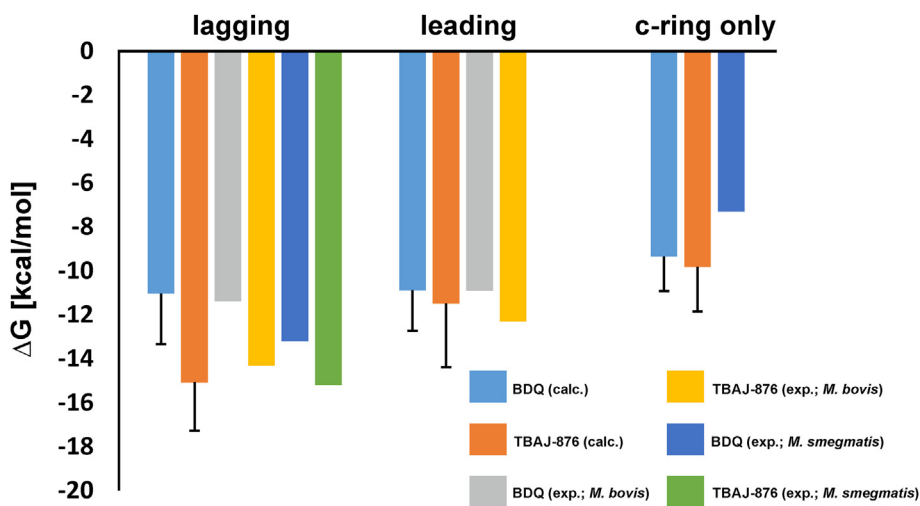 lagging leading c-ring only
0
-2
-4
-6
-8
-10
-12
-14
-16
-18
-20
ΔG [kcal/mol]
BDQ (calc.)
TBAJ-876 (calc.)
BDQ (exp.; M. bovis)
TBAJ-876 (exp.; M. bovis)
BDQ (exp.; M. smegmatis)
TBAJ-876 (exp.; M. smegmatis)